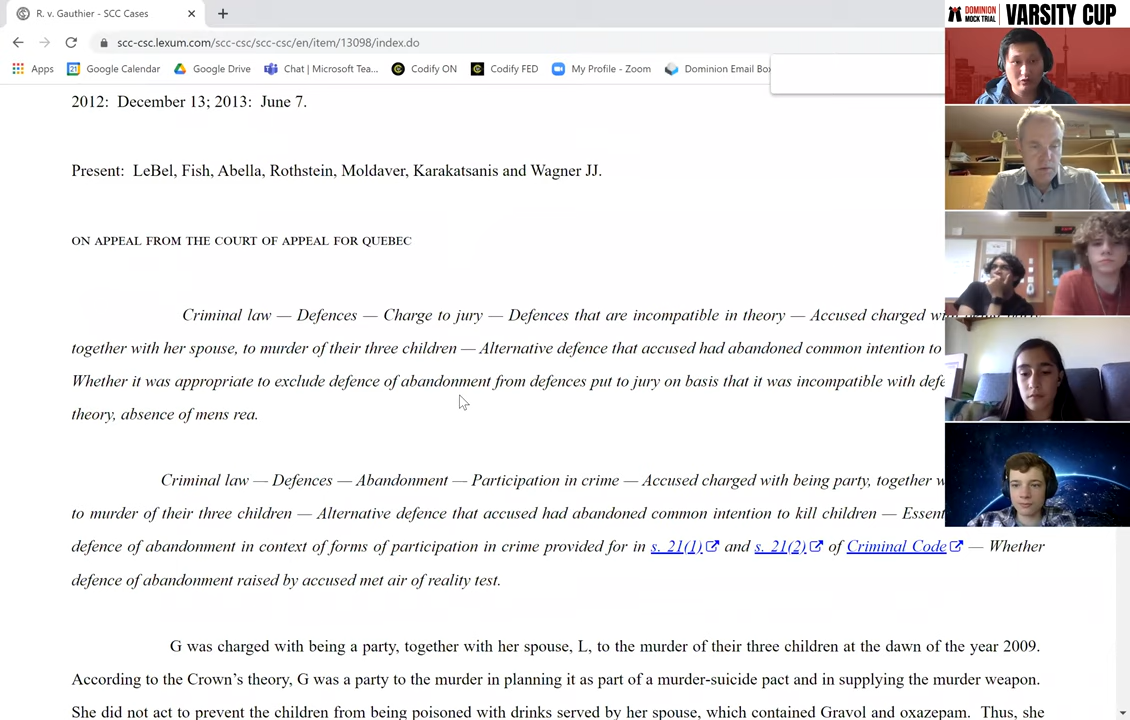 R. v. Gauthier - SCC Cases
DOMINION
MOCK TRIAL
VARSITY CUP
scc-csc.lexum.com/scc-csc/scc-csc/en/item/13098/index.do
Apps
31
Google Calendar
Google Drive
Chat | Microsoft Tea...
Codify ON
Codify FED
My Profile - Zoom
Dominion Email Box
2012: December 13; 2013: June 7.
Present: LeBel, Fish, Abella, Rothstein, Moldaver, Karakatsanis and Wagner JJ.
ON APPEAL FROM THE COURT OF APPEAL FOR QUEBEC
Criminal law — Defences — Charge to jury — Defences that are incompatible in theory — Accused charged
together with her spouse, to murder of their three children — Alternative defence that accused had abandoned common intention to
Whether it was appropriate to exclude defence of abandonment from defences put to jury on basis that it was incompatible with
theory, absence of mens rea.
Criminal law — Defences — Abandonment — Participation in crime — Accused charged with being party, together
to murder of their three children — Alternative defence that accused had abandoned common intention to kill children —
defence of abandonment in context of forms of participation in crime provided for in s. 21(1) and s. 21(2) of Criminal Code — Whether
defence of abandonment raised by accused met air of reality test.
G was charged with being a party, together with her spouse, L, to the murder of their three children at the dawn of the year 2009.
According to the Crown's theory, G was a party to the murder in planning it as part of a murder-suicide pact and in supplying the murder weapon.
She did not act to prevent the children from being poisoned with drinks served by her spouse, which contained Gravol and oxazepam. Thus, she